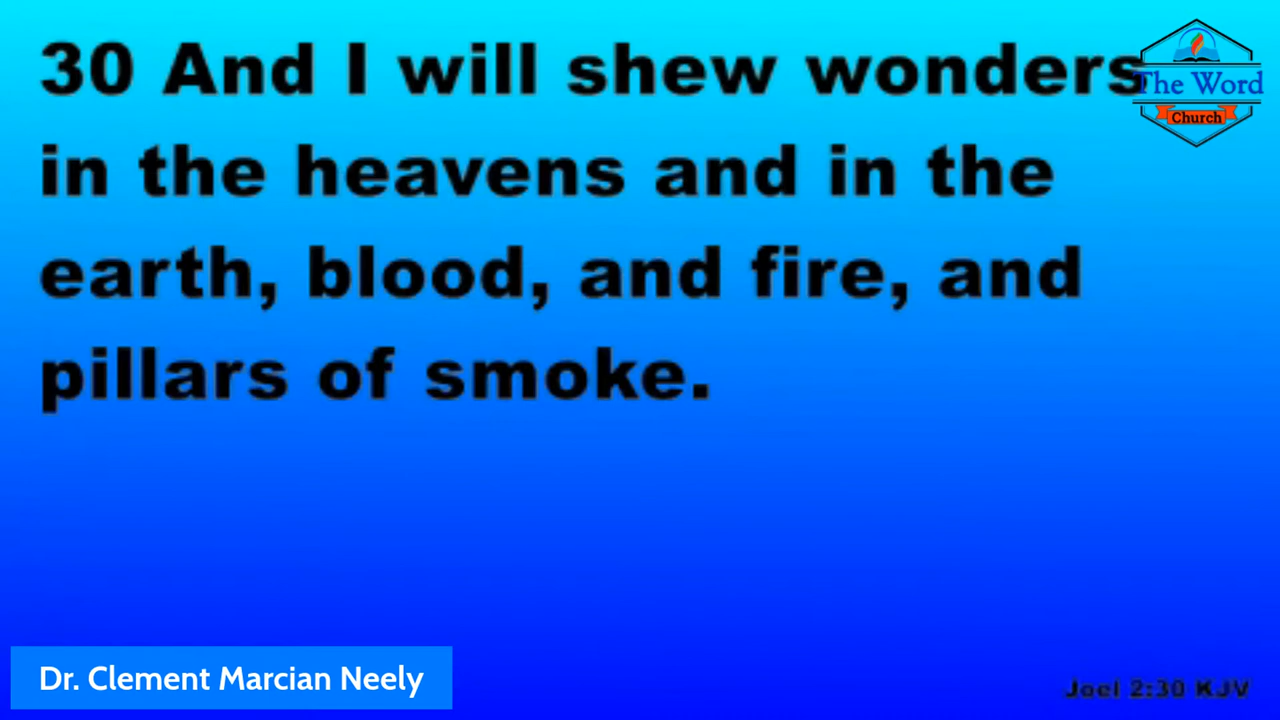 30 And I will shew wonders
in the heavens and in the
earth, blood, and fire, and
pillars of smoke.
The Word
Church
Dr. Clement Marcian Neely
Joel 2:30 KJV